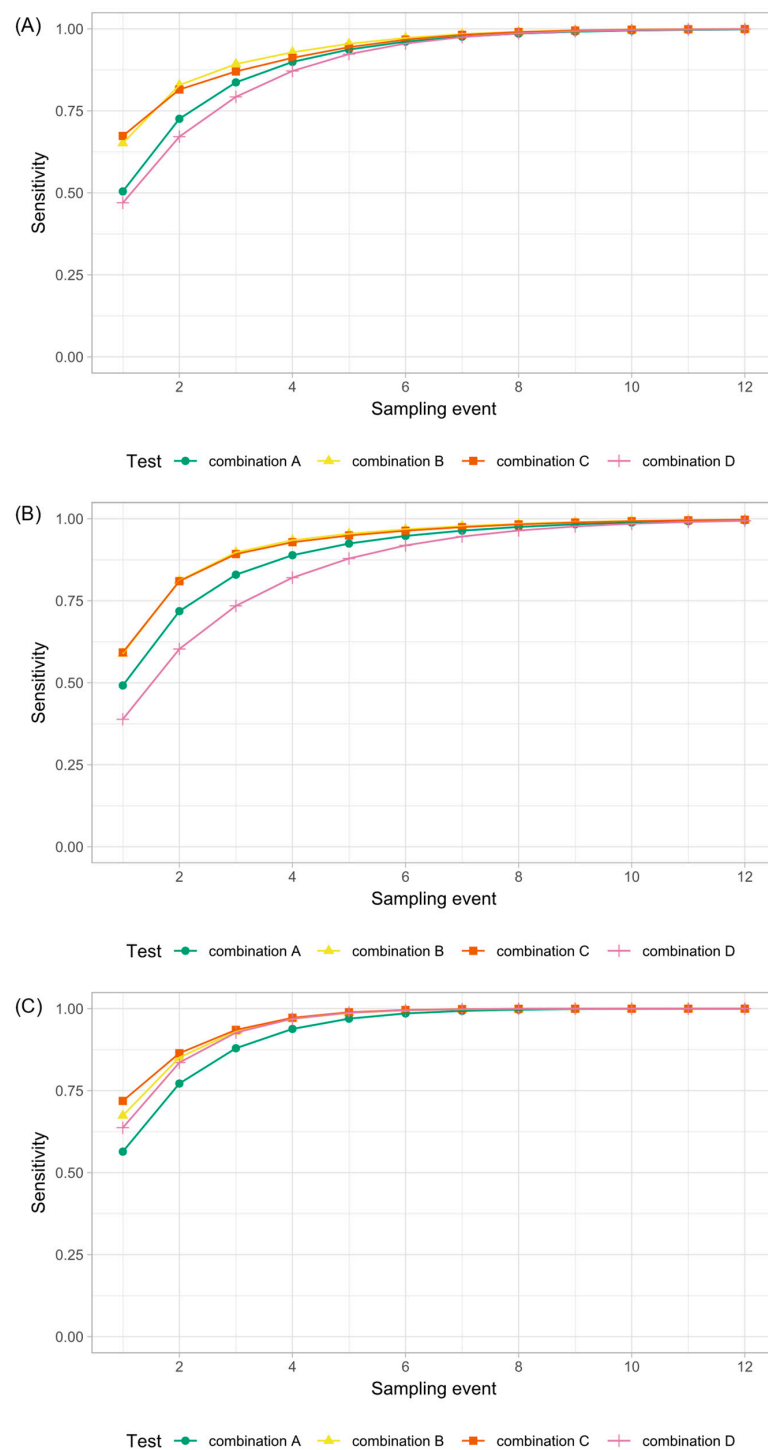 (A)
1.00
0.75
0.50
0.25
0.00
Sensitivity
2 4 6 8 10 12
Sampling event
Test combination A combination B combination C combination D
(B)
1.00
0.75
0.50
0.25
0.00
Sensitivity
2 4 6 8 10 12
Sampling event
Test combination A combination B combination C combination D
(C)
1.00
0.75
0.50
0.25
0.00
Sensitivity
2 4 6 8 10 12
Sampling event
Test combination A combination B combination C combination D